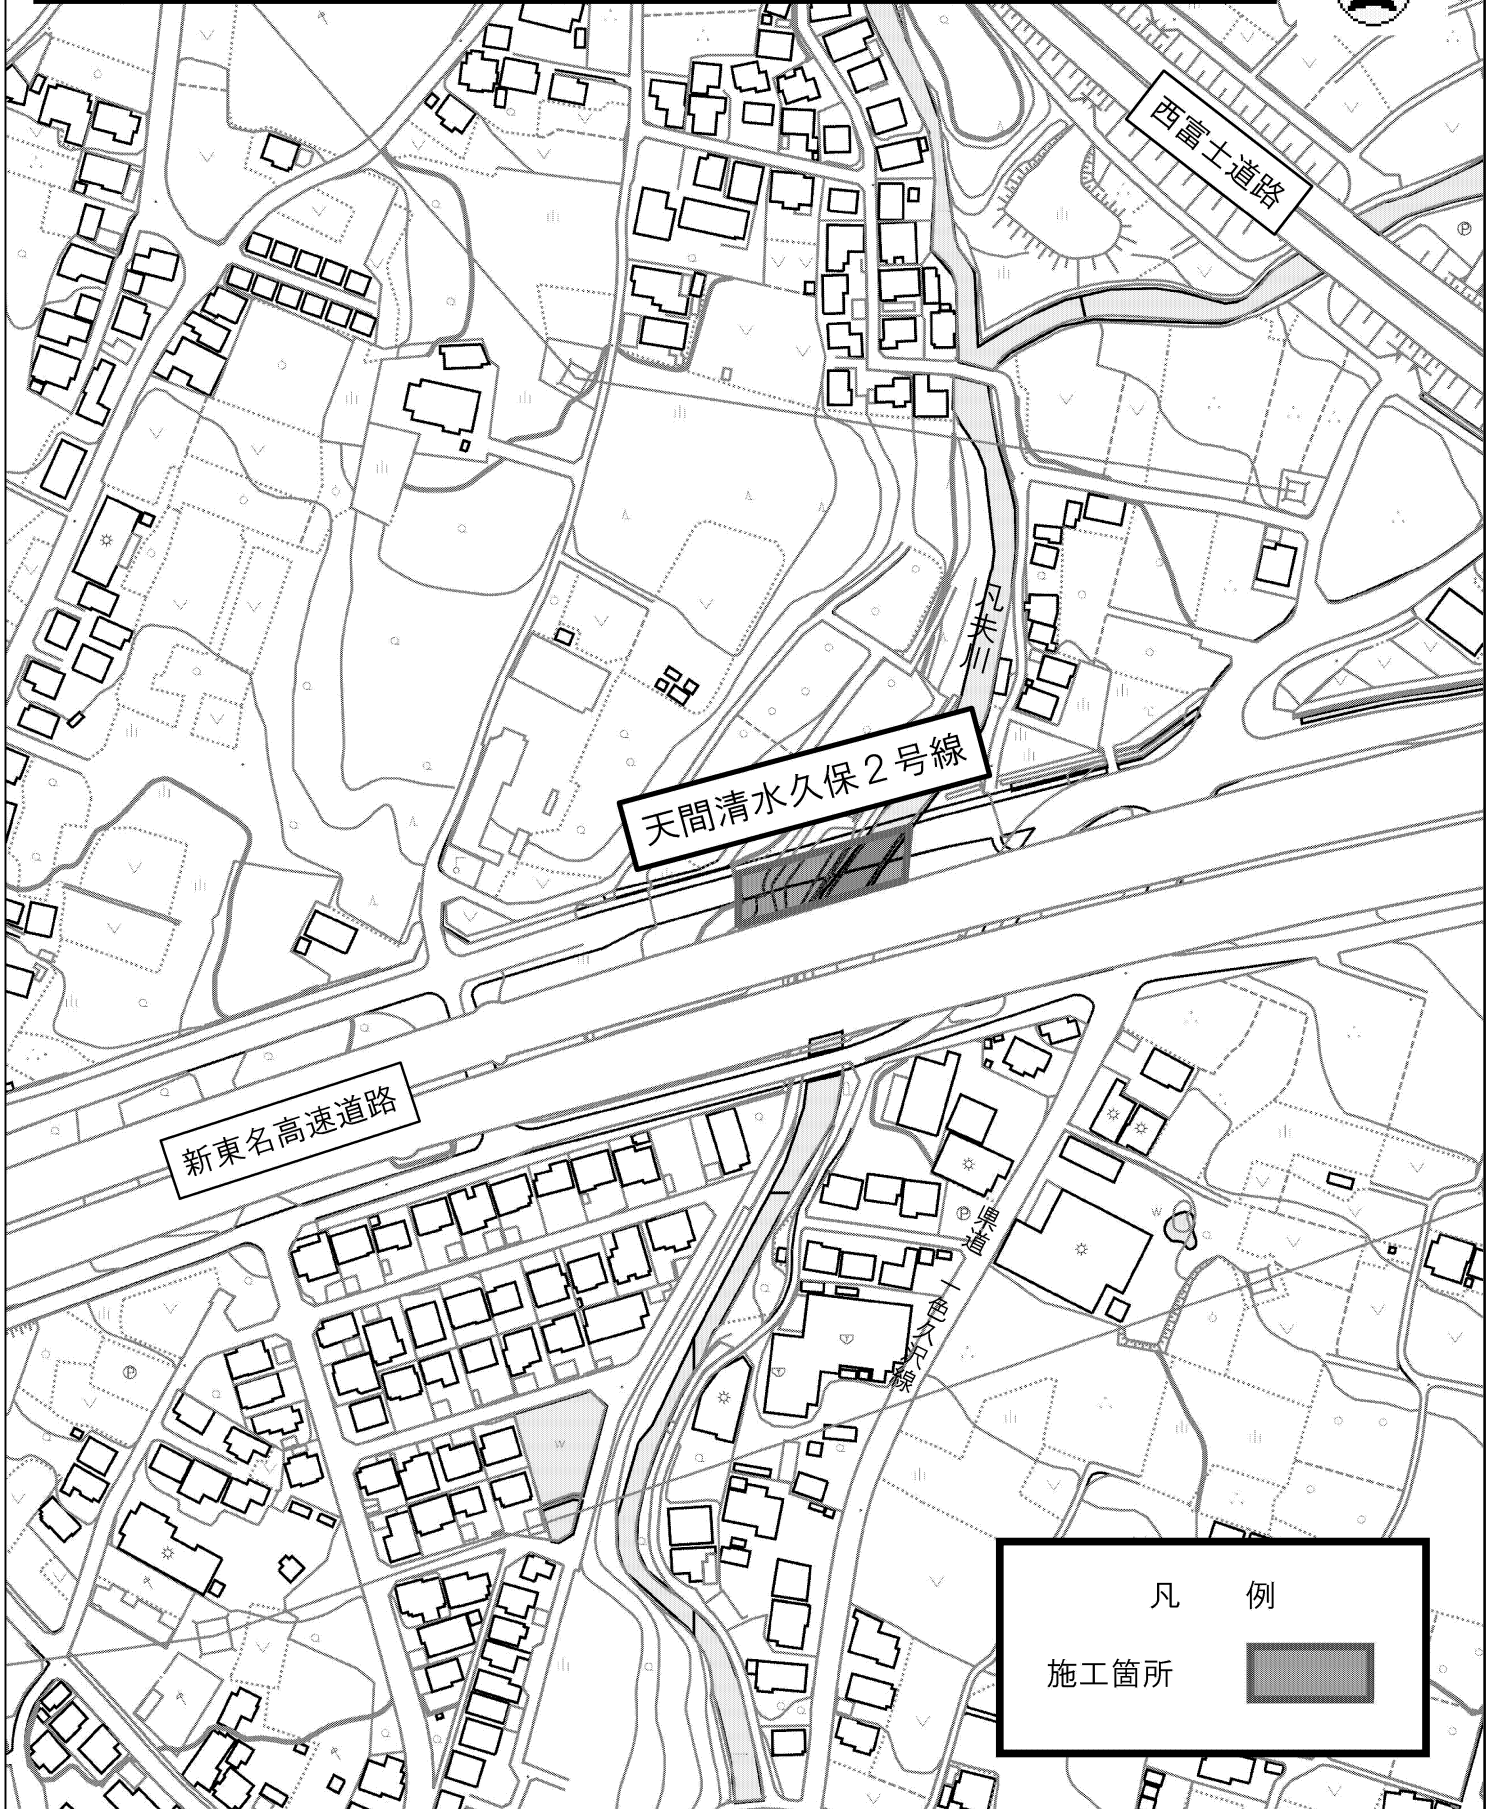 西富士道路
凡夫川
天間清水久保２号線
新東名高速道路
県道　一色久沢線
凡　例
施工箇所